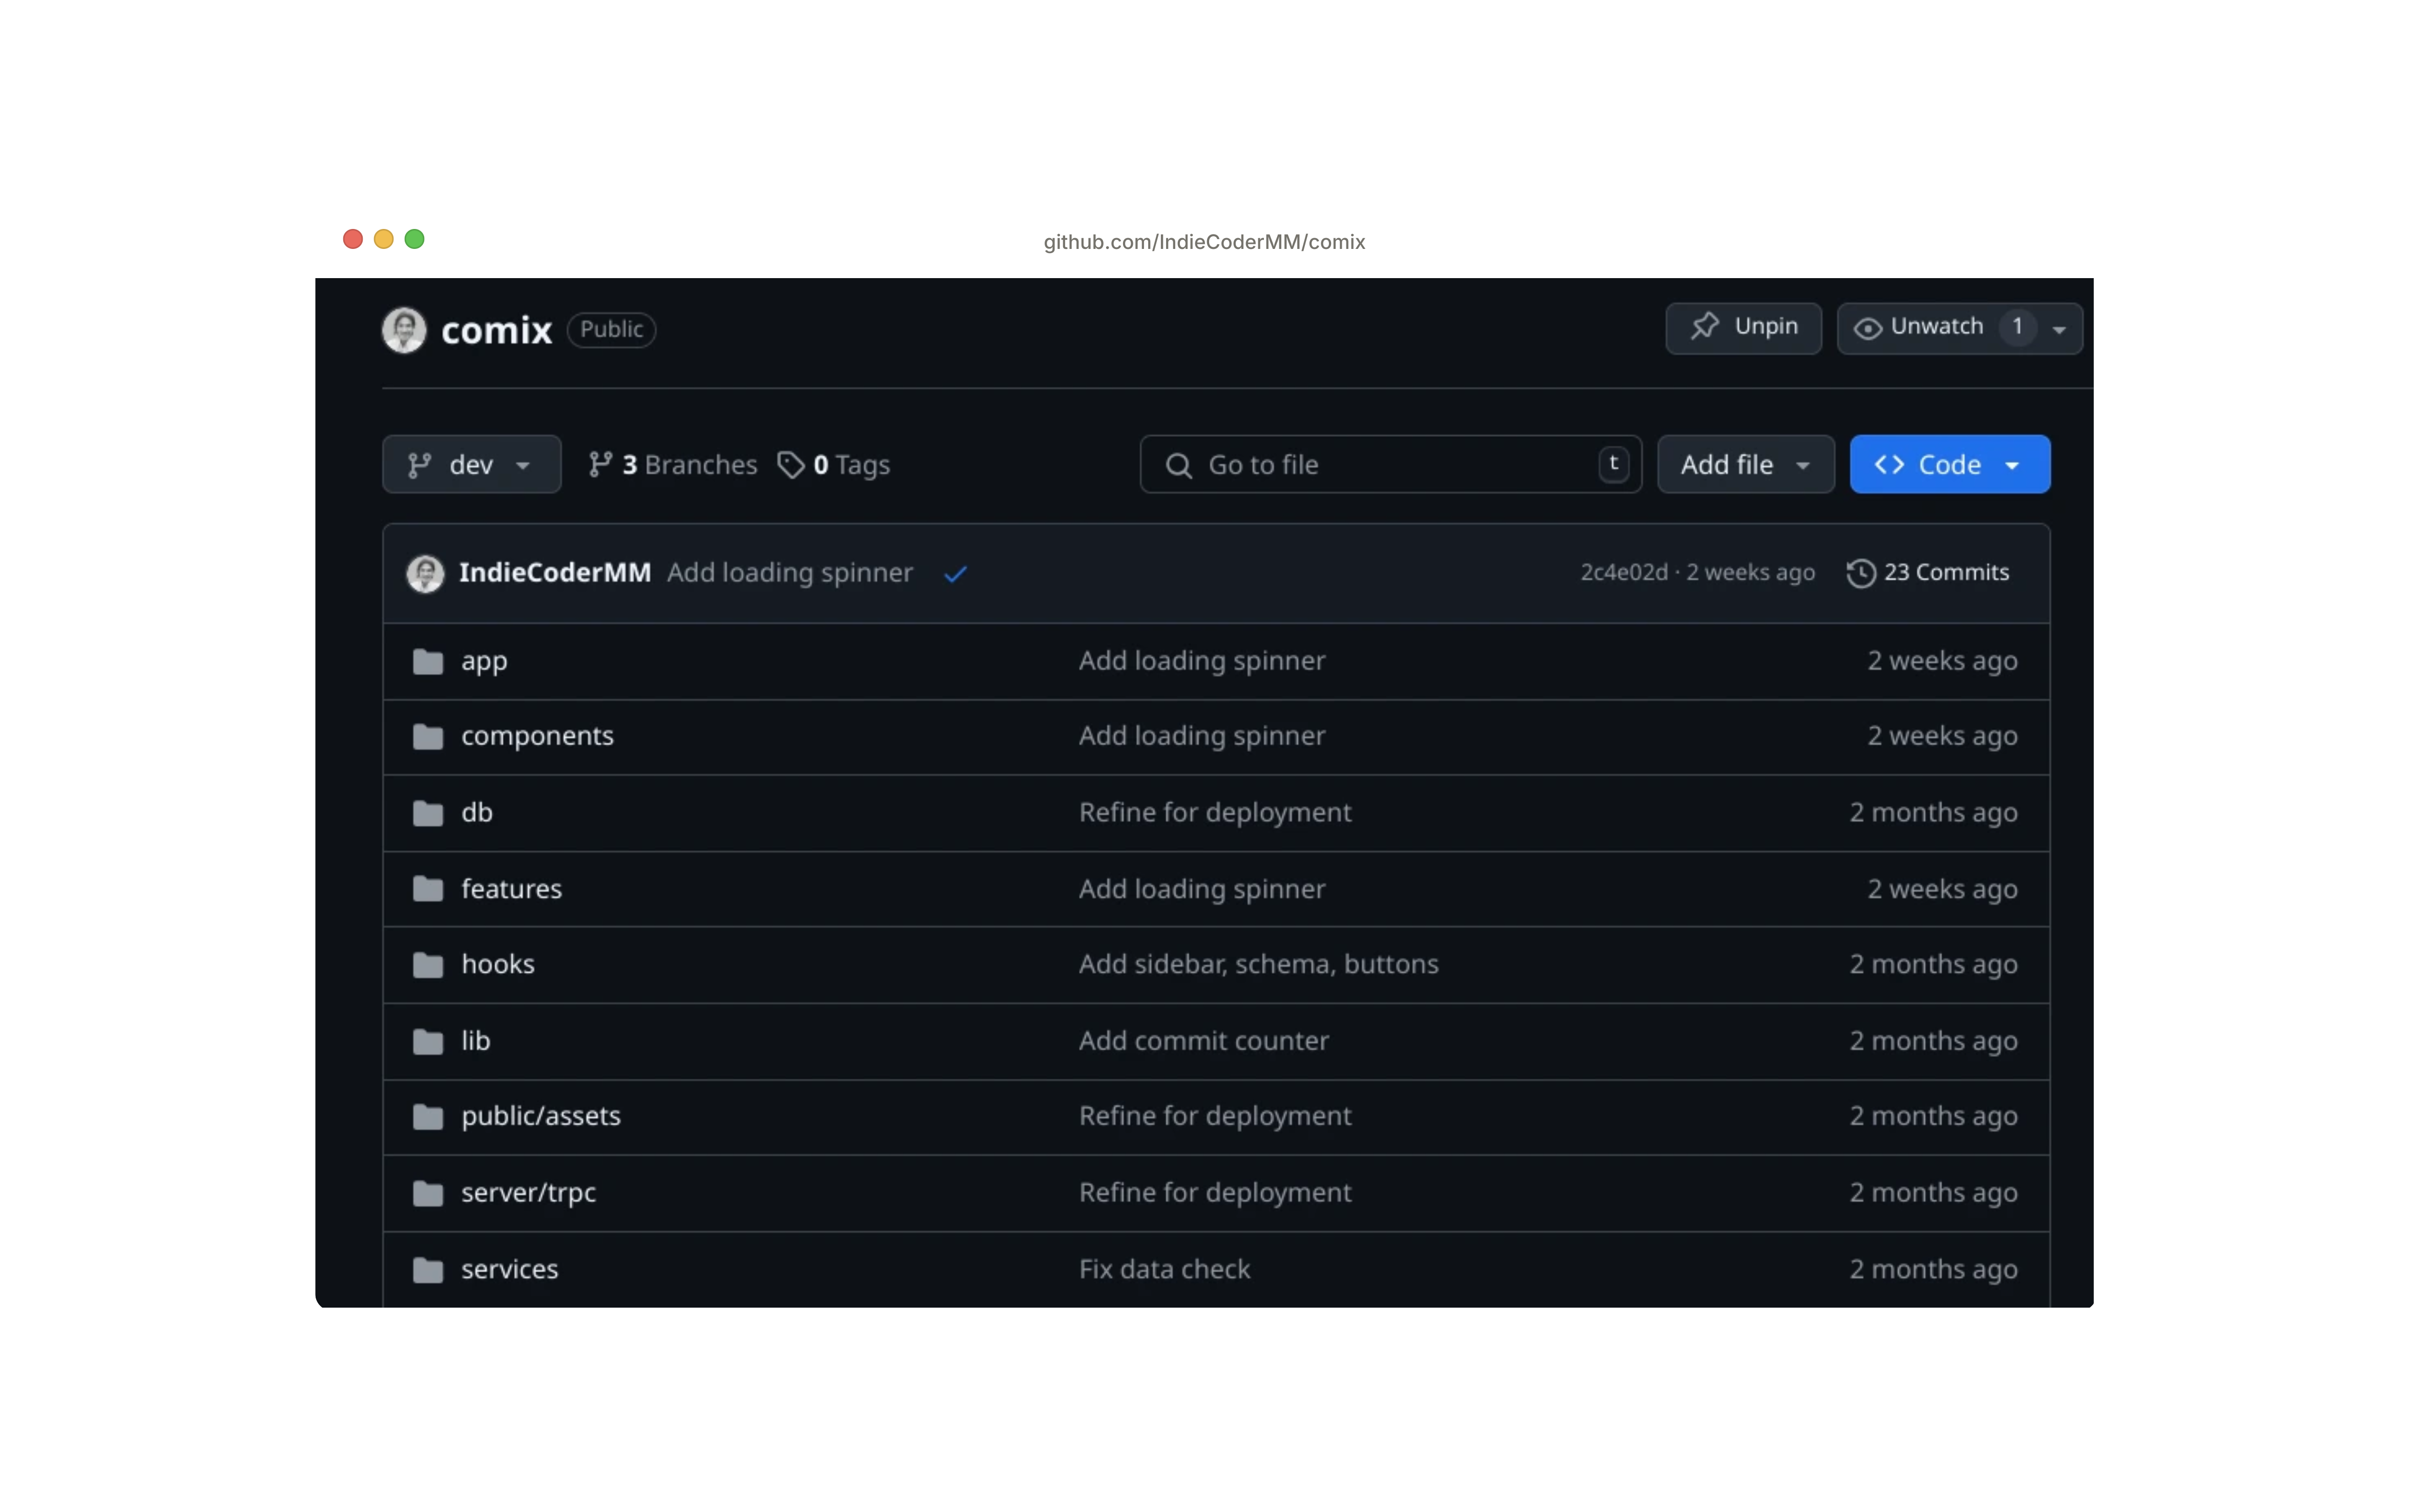 github.com/IndieCoderMM/comix
comix Public Unpin Unwatch 1
dev 3 Branches 0 Tags Go to file t Add file Code
IndieCoderMM Add loading spinner 2c4e02d · 2 weeks ago 23 Commits
app Add loading spinner 2 weeks ago
components Add loading spinner 2 weeks ago
db Refine for deployment 2 months ago
features Add loading spinner 2 weeks ago
hooks Add sidebar, schema, buttons 2 months ago
lib Add commit counter 2 months ago
public/assets Refine for deployment 2 months ago
server/trpc Refine for deployment 2 months ago
services Fix data check 2 months ago